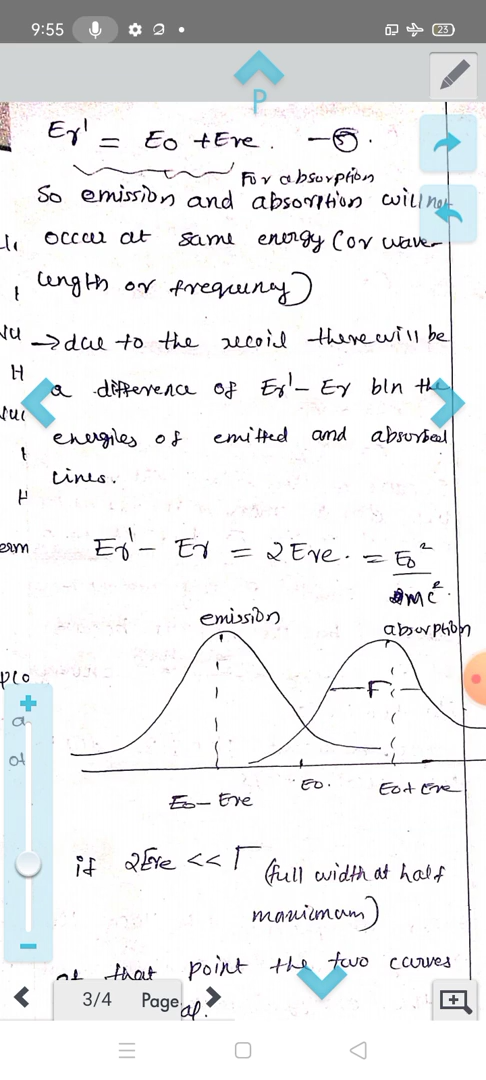 9:55
23
P
Eγ' = E0 + Ere. —⑤.
For absorption
So emission and absorption will not
occur at same energy (or wave-
length or frequency)
→ due to the recoil there will be
a difference of Eγ' - Eγ b/n the
energies of emitted and absorbed
lines.
Eγ' - Eγ = 2Ere. = E0²
mc².
emission
absorption
Γ
E0 - Ere
E0.
E0 + Ere
if 2Ere << Γ (full width at half
maximum)
at that point the two curves
3/4 Page